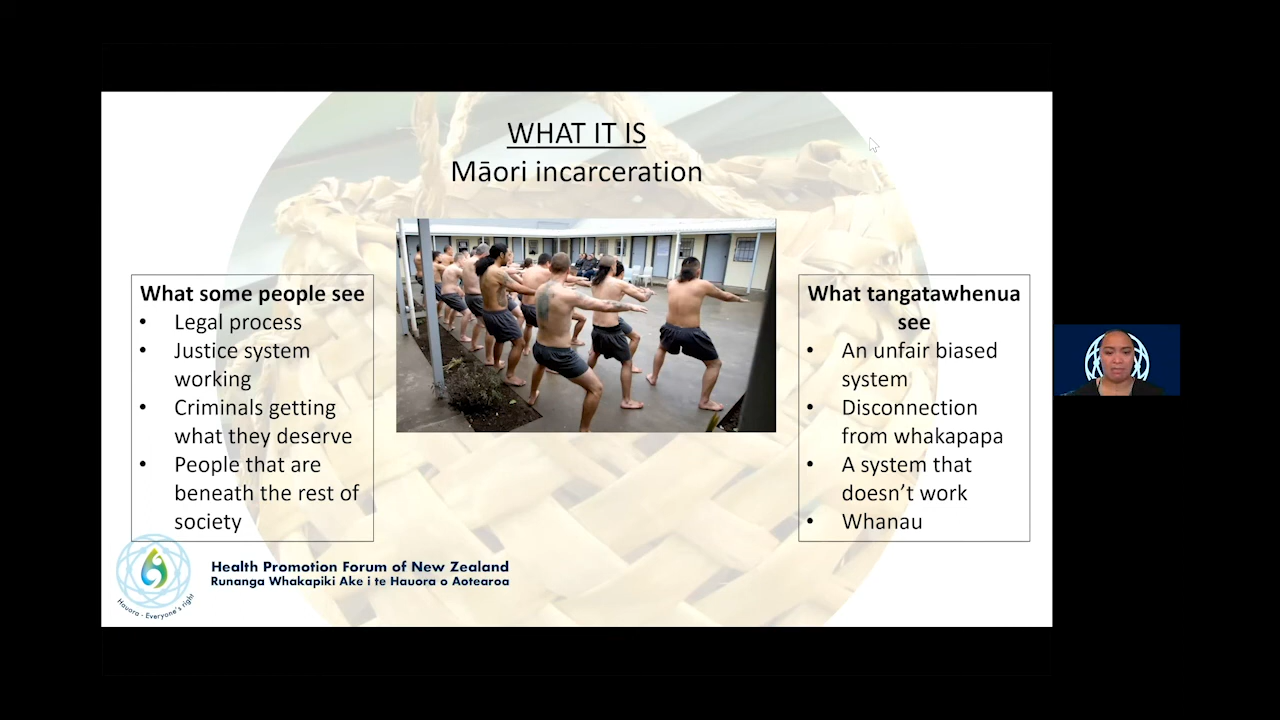 WHAT IT IS
Māori incarceration
What some people see
• Legal process
• Justice system
working
• Criminals getting
what they deserve
• People that are
beneath the rest of
society
What tangatawhenua
see
• An unfair biased
system
• Disconnection
from whakapapa
• A system that
doesn't work
• Whanau
Health Promotion Forum of New Zealand
Runanga Whakapiki Ake i te Hauora o Aotearoa
Hauora - Everyone's right